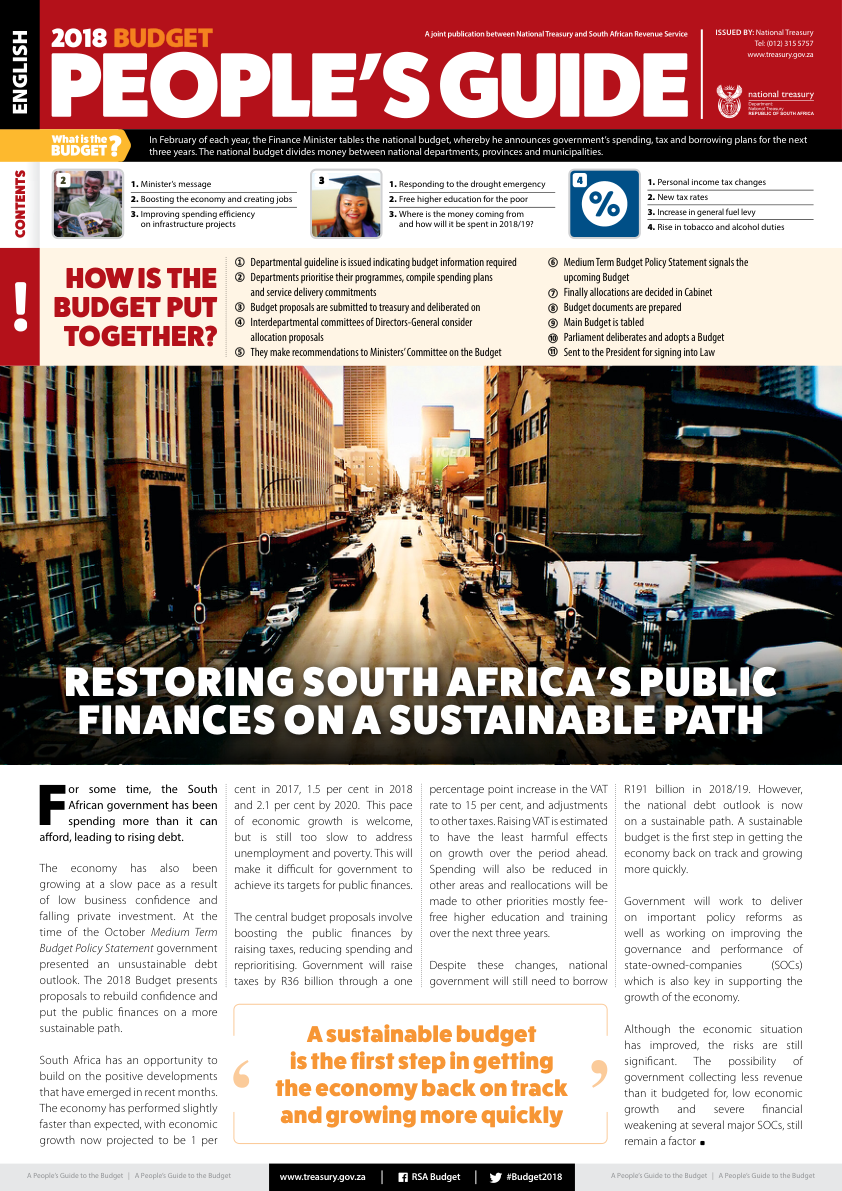 ENGLISH
2018 BUDGET
PEOPLE'S GUIDE
A joint publication between National Treasury and South African Revenue Service
ISSUED BY: National Treasury
Tel: (012) 315 5757
www.treasury.gov.za
national treasury
Department:
National Treasury
REPUBLIC OF SOUTH AFRICA
What is the
BUDGET?
In February of each year, the Finance Minister tables the national budget, whereby he announces government's spending, tax and borrowing plans for the next
three years. The national budget divides money between national departments, provinces and municipalities.
CONTENTS
2
1. Minister's message
2. Boosting the economy and creating jobs
3. Improving spending efficiency
on infrastructure projects
3
1. Responding to the drought emergency
2. Free higher education for the poor
3. Where is the money coming from
and how will it be spent in 2018/19?
4
%
1. Personal income tax changes
2. New tax rates
3. Increase in general fuel levy
4. Rise in tobacco and alcohol duties
!
HOW IS THE
BUDGET PUT
TOGETHER?
① Departmental guideline is issued indicating budget information required
② Departments prioritise their programmes, compile spending plans
and service delivery commitments
③ Budget proposals are submitted to treasury and deliberated on
④ Interdepartmental committees of Directors-General consider
allocation proposals
⑤ They make recommendations to Ministers' Committee on the Budget
⑥ Medium Term Budget Policy Statement signals the
upcoming Budget
⑦ Finally allocations are decided in Cabinet
⑧ Budget documents are prepared
⑨ Main Budget is tabled
⑩ Parliament deliberates and adopts a Budget
⑪ Sent to the President for signing into Law
GREATERMANS
220
CAR WASH
Car Wash
RESTORING SOUTH AFRICA'S PUBLIC
FINANCES ON A SUSTAINABLE PATH
For some time, the South
African government has been
spending more than it can
afford, leading to rising debt.
The economy has also been
growing at a slow pace as a result
of low business confidence and
falling private investment. At the
time of the October Medium Term
Budget Policy Statement government
presented an unsustainable debt
outlook. The 2018 Budget presents
proposals to rebuild confidence and
put the public finances on a more
sustainable path.
South Africa has an opportunity to
build on the positive developments
that have emerged in recent months.
The economy has performed slightly
faster than expected, with economic
growth now projected to be 1 per
cent in 2017, 1.5 per cent in 2018
and 2.1 per cent by 2020. This pace
of economic growth is welcome,
but is still too slow to address
unemployment and poverty. This will
make it difficult for government to
achieve its targets for public finances.
The central budget proposals involve
boosting the public finances by
raising taxes, reducing spending and
reprioritising. Government will raise
taxes by R36 billion through a one
percentage point increase in the VAT
rate to 15 per cent, and adjustments
to other taxes. Raising VAT is estimated
to have the least harmful effects
on growth over the period ahead.
Spending will also be reduced in
other areas and reallocations will be
made to other priorities mostly fee-
free higher education and training
over the next three years.
Despite these changes, national
government will still need to borrow
R191 billion in 2018/19. However,
the national debt outlook is now
on a sustainable path. A sustainable
budget is the first step in getting the
economy back on track and growing
more quickly.
Government will work to deliver
on important policy reforms as
well as working on improving the
governance and performance of
state-owned-companies (SOCs)
which is also key in supporting the
growth of the economy.
Although the economic situation
has improved, the risks are still
significant. The possibility of
government collecting less revenue
than it budgeted for, low economic
growth and severe financial
weakening at several major SOCs, still
remain a factor
‘ A sustainable budget
is the first step in getting
the economy back on track
and growing more quickly ’
A People's Guide to the Budget | A People's Guide to the Budget
www.treasury.gov.za | RSA Budget | #Budget2018
A People's Guide to the Budget | A People's Guide to the Budget